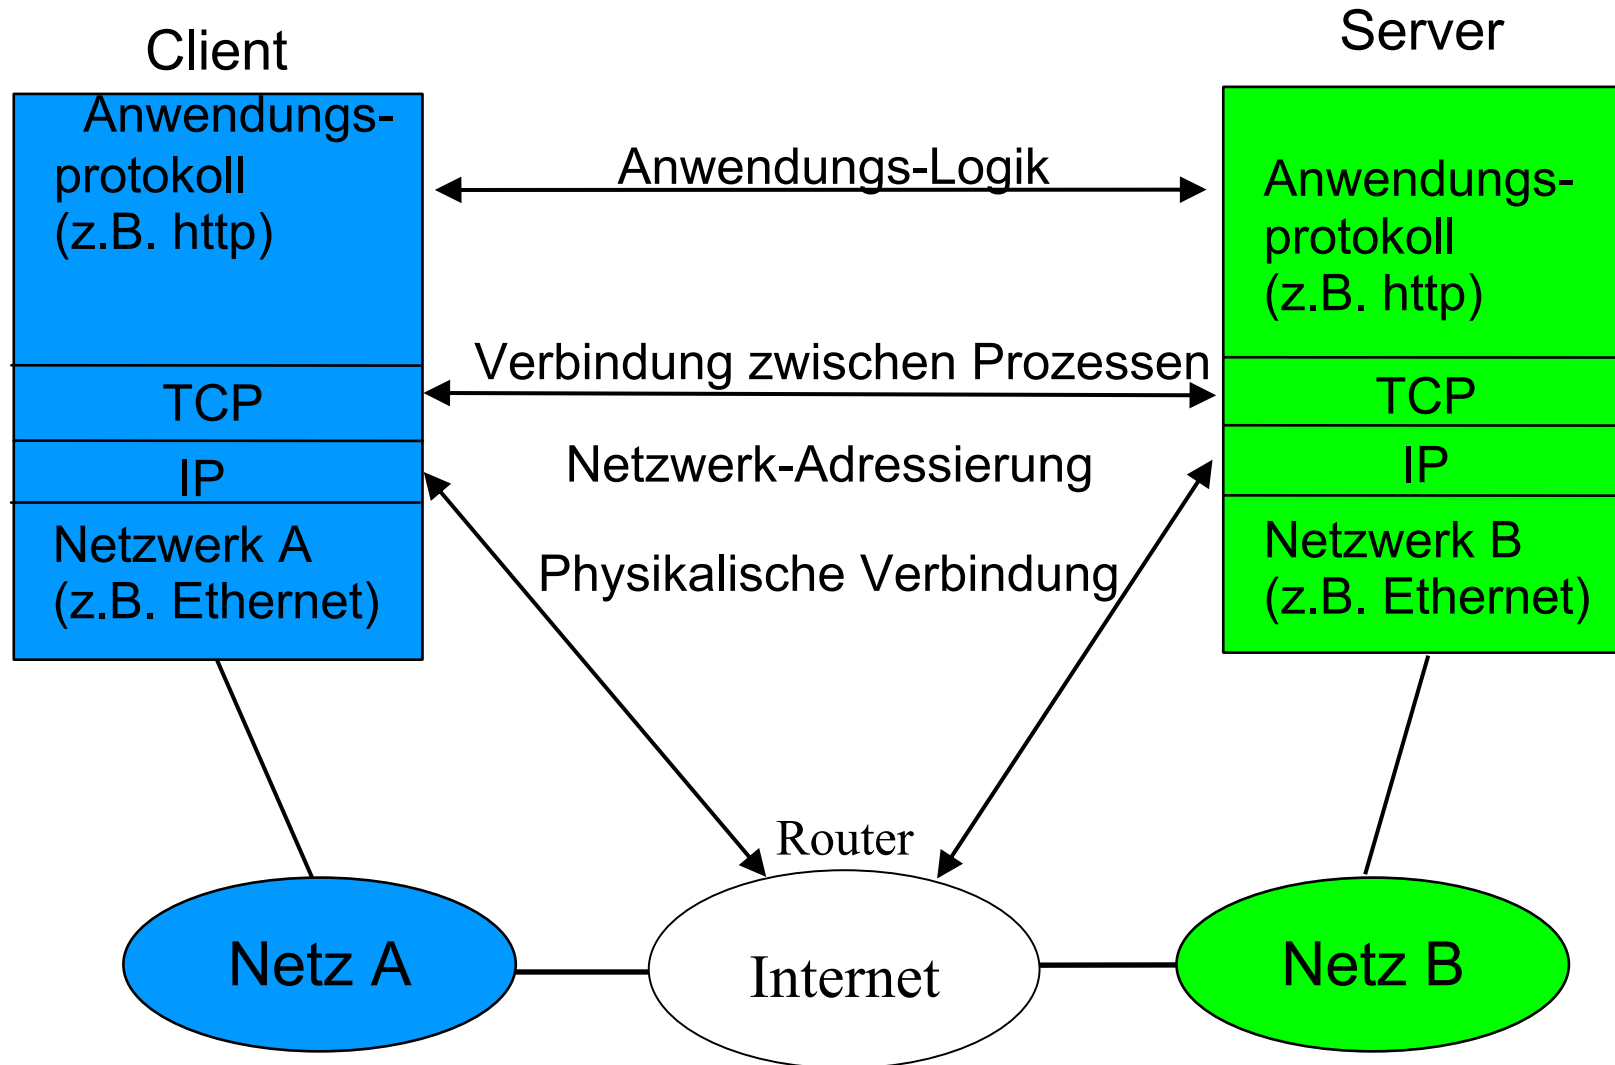 Client
Server
Anwendungs-
protokoll
(z.B. http)
Anwendungs-Logik
Anwendungs-
protokoll
(z.B. http)
Verbindung zwischen Prozessen
TCP
TCP
Netzwerk-Adressierung
IP
IP
Netzwerk A
(z.B. Ethernet)
Physikalische Verbindung
Netzwerk B
(z.B. Ethernet)
Router
Netz A
Internet
Netz B